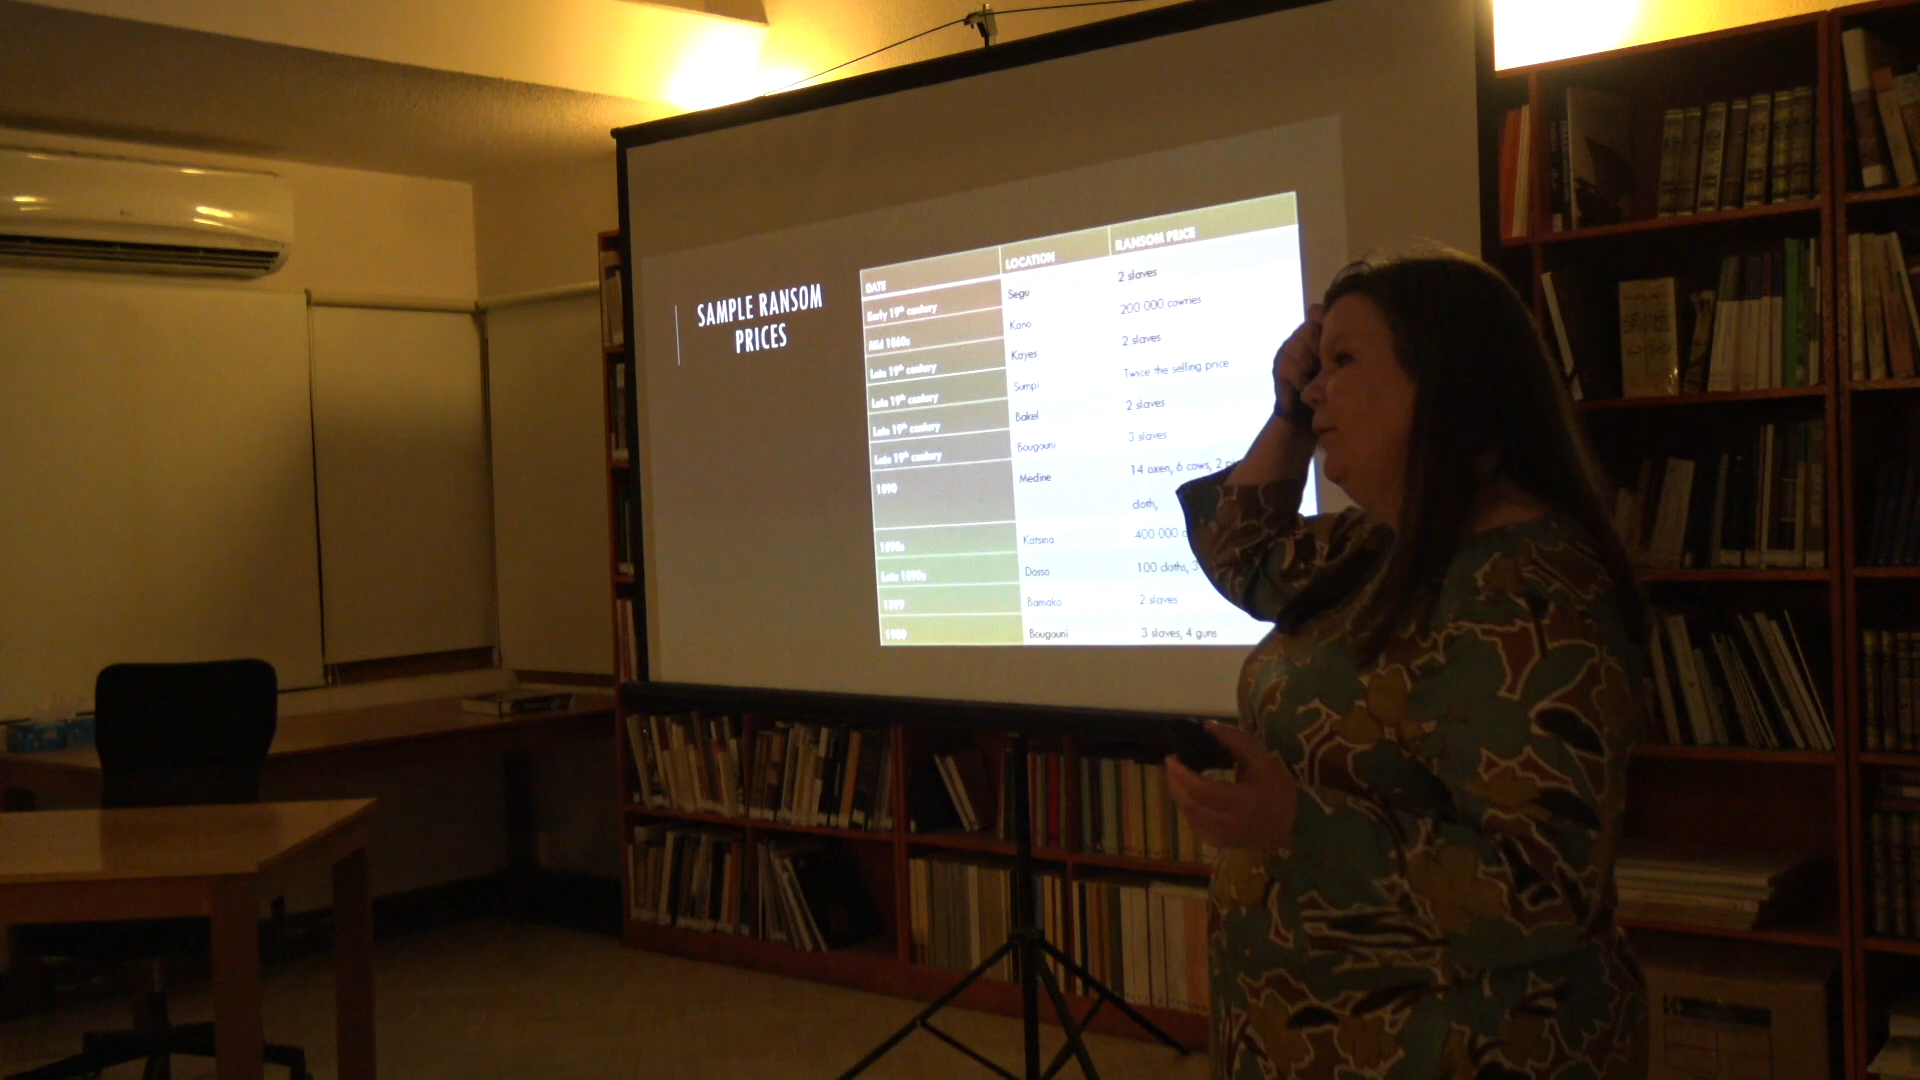 SAMPLE RANSOM
PRICES
DATE LOCATION RANSOM PRICE
Early 19th century Segu 2 slaves
Mid 1860s Kano 200 000 cowries
Late 19th century Kayes 2 slaves
Late 19th century Sumpi Twice the selling price
Late 19th century Bakel 2 slaves
Late 19th century Bougouni 3 slaves
1890 Medine 14 oxen, 6 cows, 2
cloth,
1890s Katsina 400 000
Late 1890s Dosso 100 cloths, 3
1899 Bamako 2 slaves
1900 Bougouni 3 slaves, 4 guns